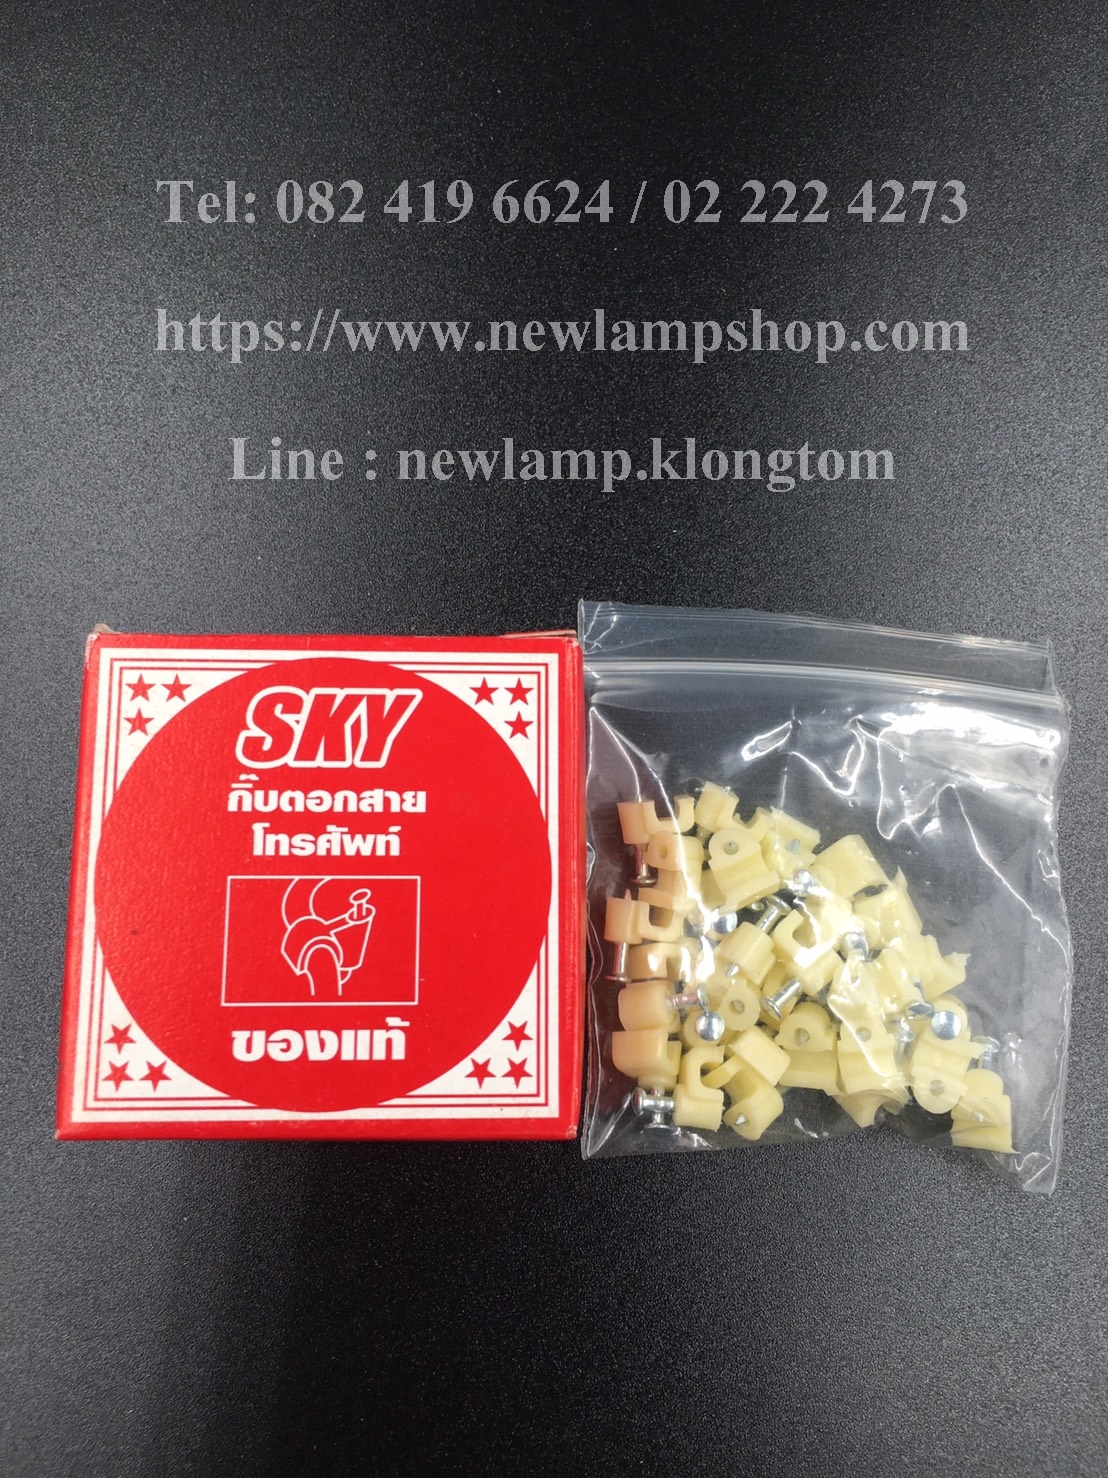 Tel: 082 419 6624 / 02 222 4273
https://www.newlampshop.com
Line : newlamp.klongtom
SKY
กิ๊บตอกสาย
โทรศัพท์
ของแท้